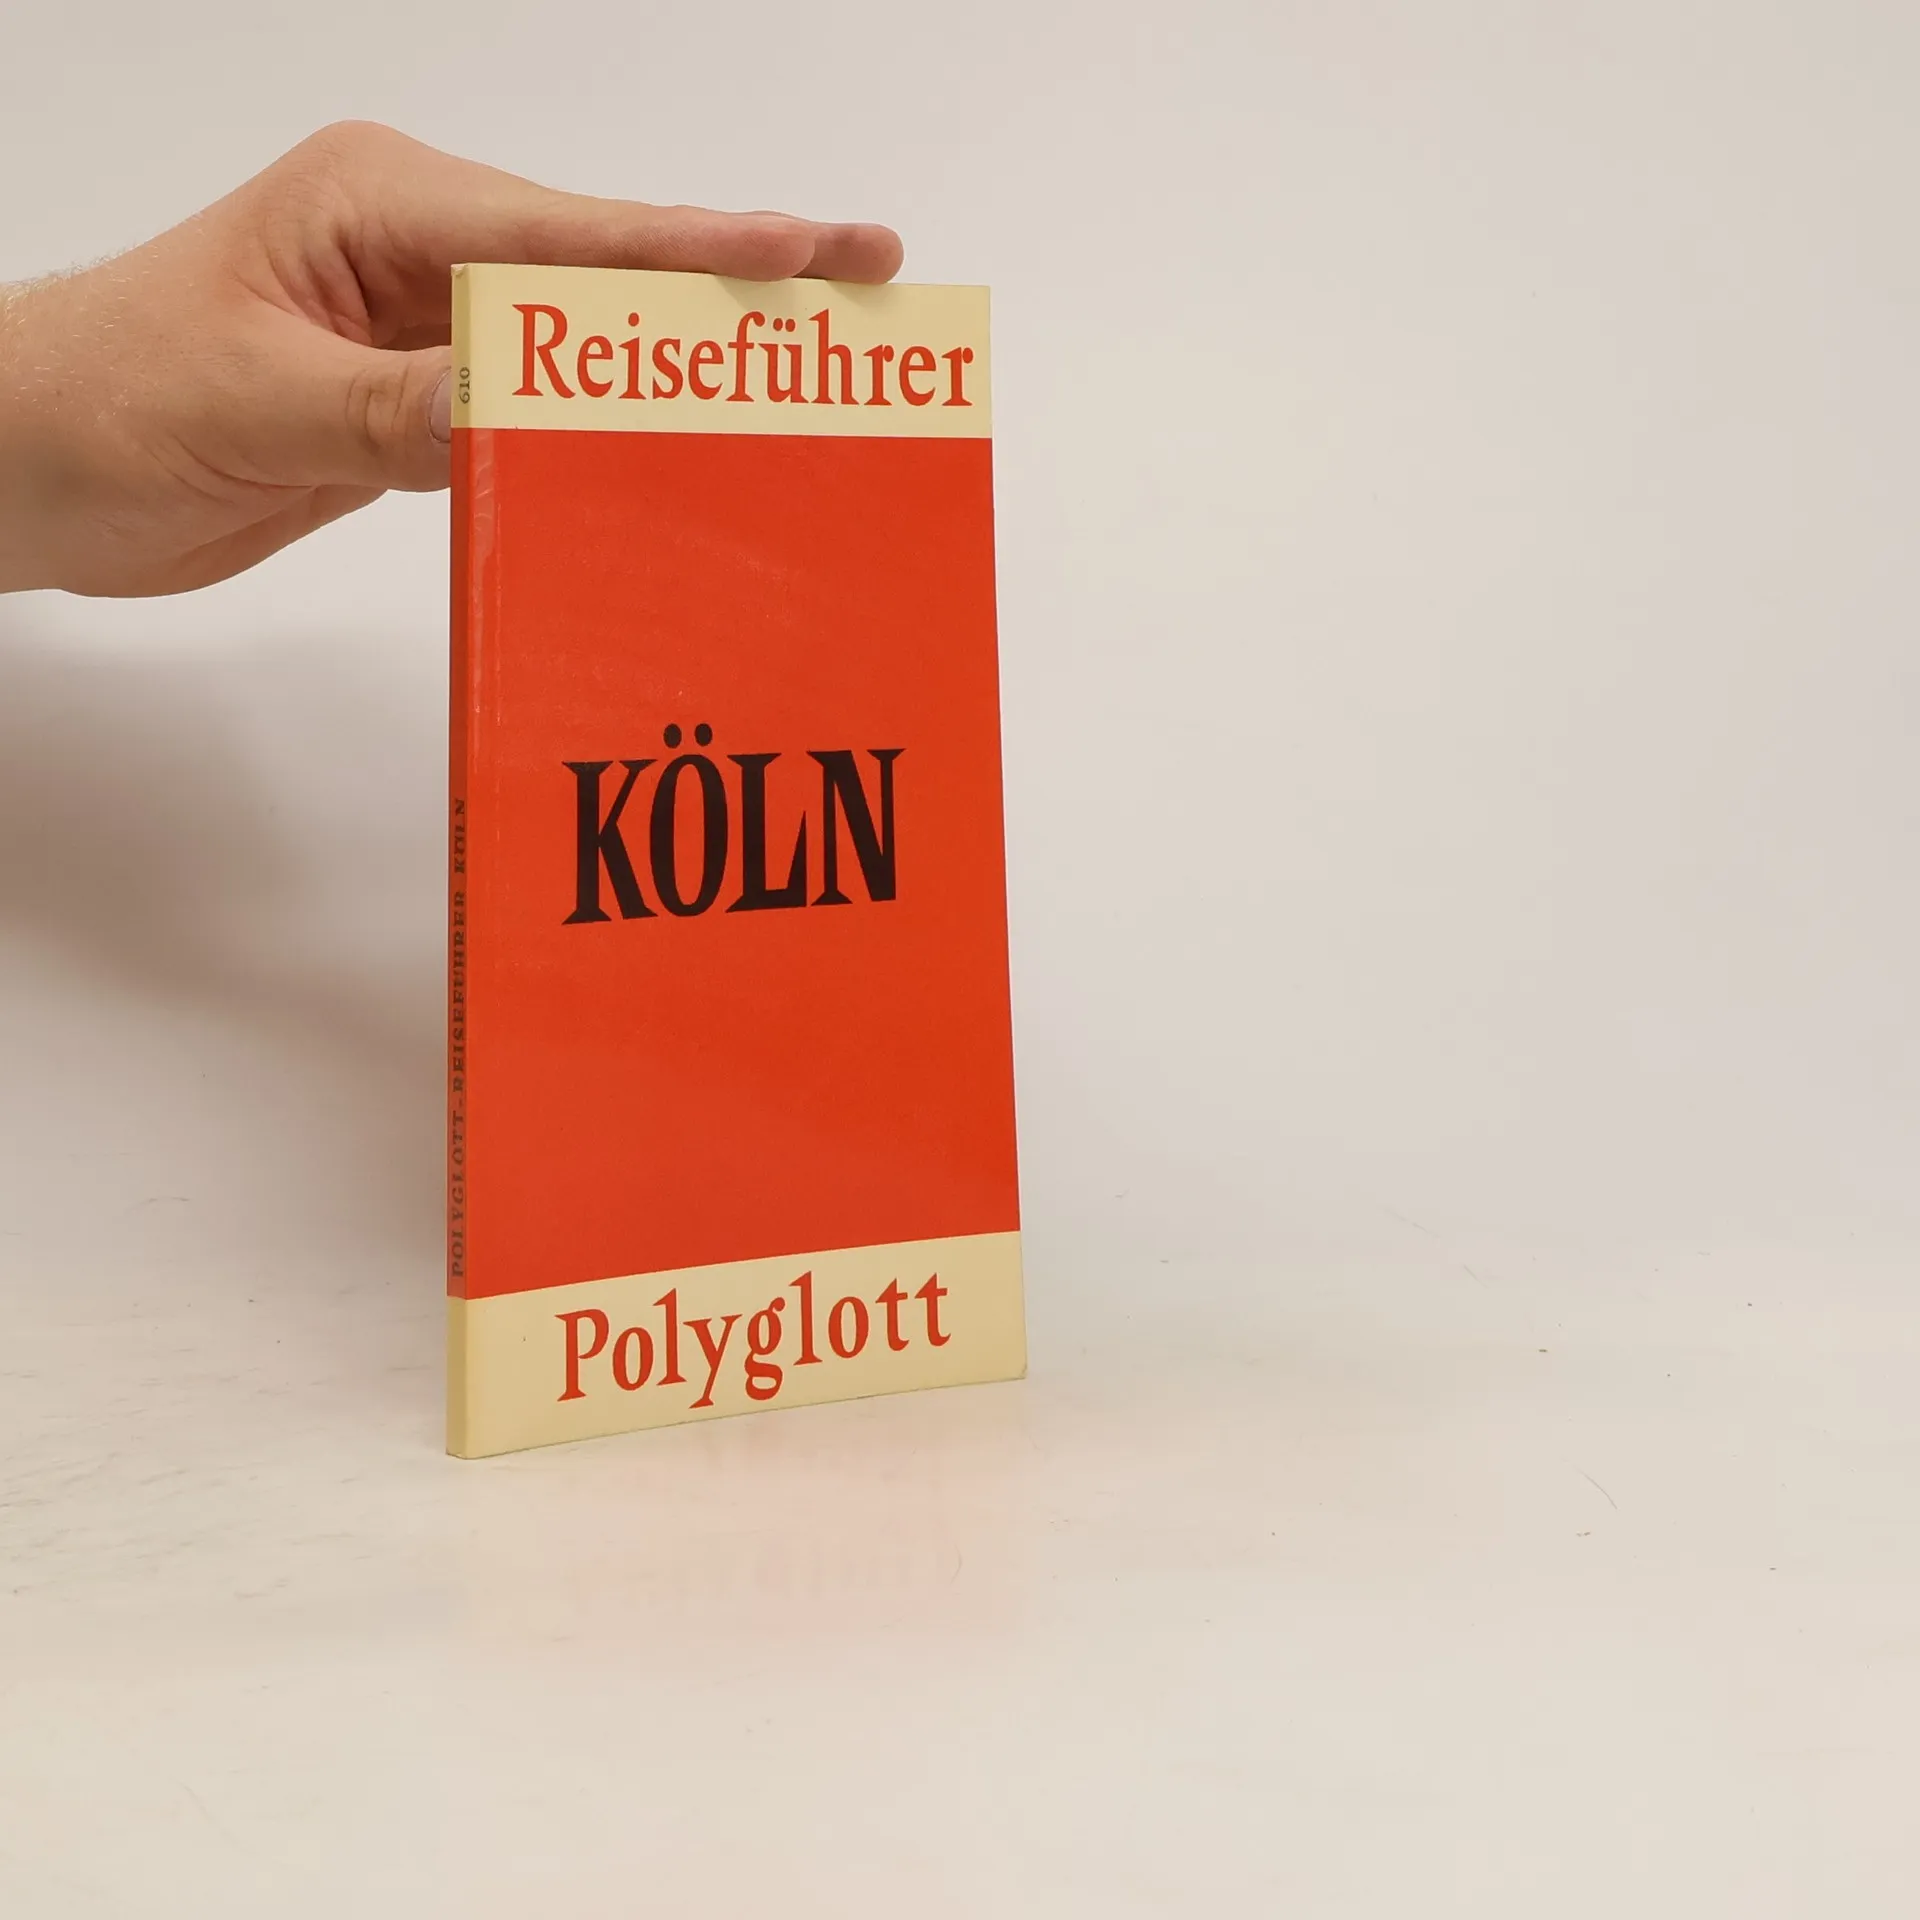 Reiseführer
KÖLN
Polyglott
610
POLYGLOTT-REISEFÜHRER KÖLN